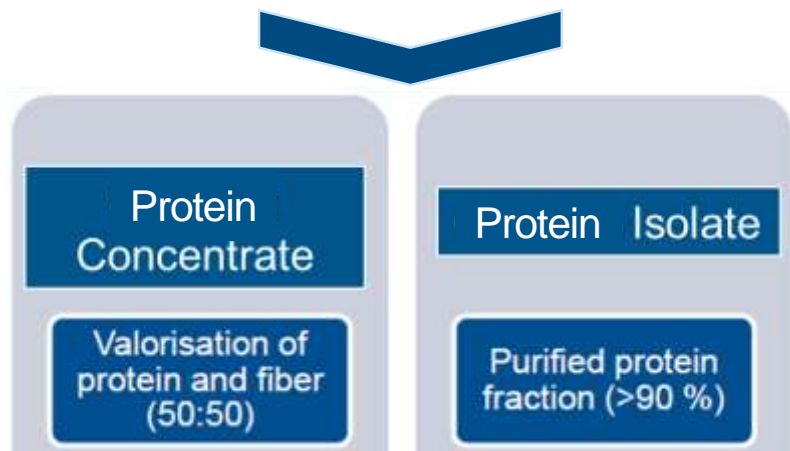 Protein
Concentrate
Valorisation of
protein and fiber
(50:50)
Protein Isolate
Purified protein
fraction (>90 %)